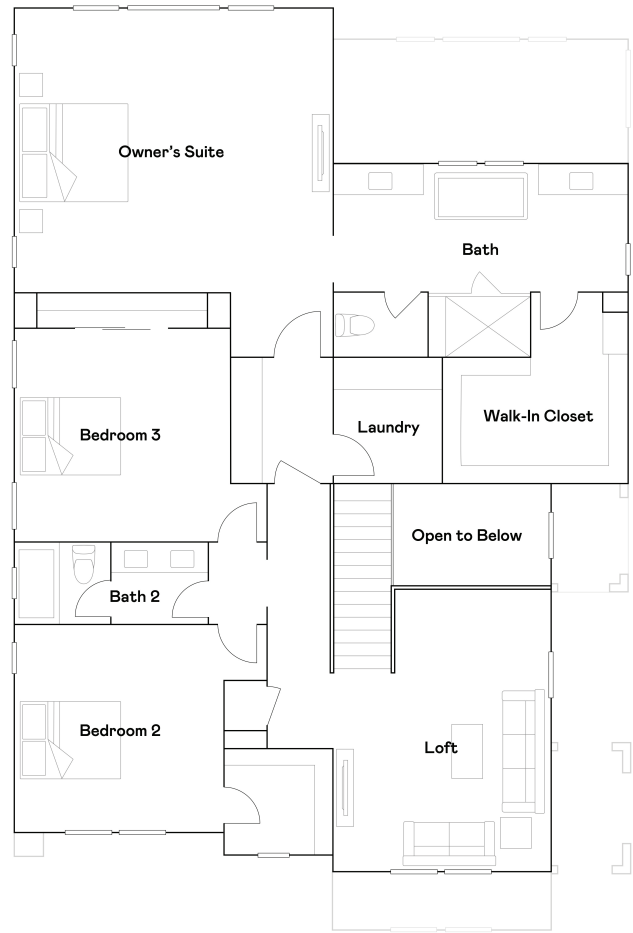 Owner's Suite
Bath
Walk-In Closet
Laundry
Bedroom 3
Open to Below
Bath 2
Bedroom 2
Loft